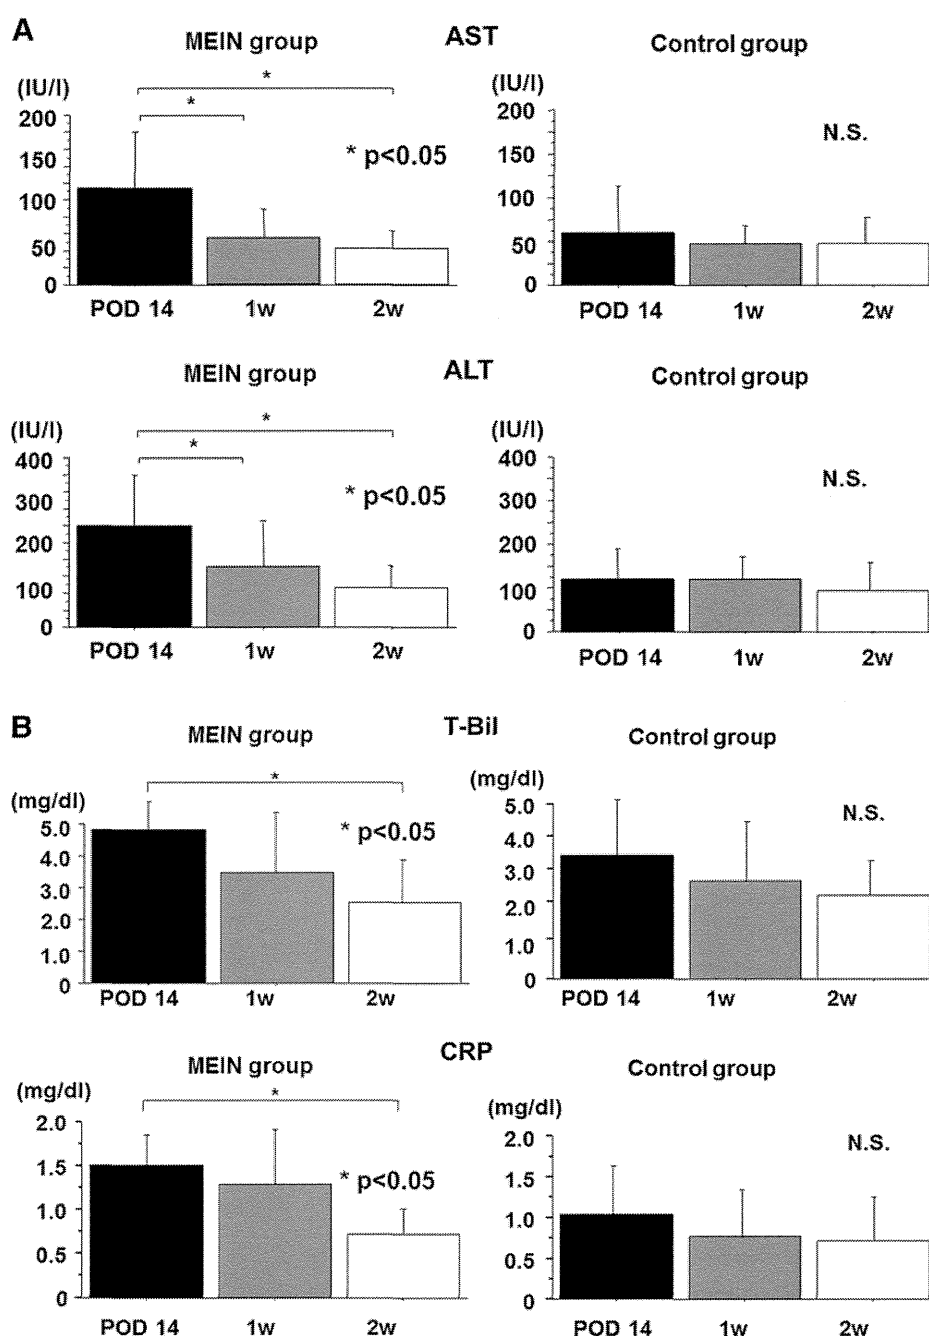 A
MEIN group
AST
Control group
(IU/l)
*
*
* p<0.05
200
150
100
50
0
POD 14 1w 2w
(IU/l)
N.S.
200
150
100
50
0
POD 14 1w 2w
MEIN group
ALT
Control group
(IU/l)
*
*
* p<0.05
400
300
200
100
0
POD 14 1w 2w
(IU/l)
N.S.
400
300
200
100
0
POD 14 1w 2w
B
MEIN group
T-Bil
Control group
(mg/dl)
*
* p<0.05
5.0
4.0
3.0
2.0
1.0
0
POD 14 1w 2w
(mg/dl)
N.S.
5.0
4.0
3.0
2.0
1.0
0
POD 14 1w 2w
MEIN group
CRP
Control group
(mg/dl)
*
* p<0.05
2.0
1.5
1.0
0.5
0
POD 14 1w 2w
(mg/dl)
N.S.
2.0
1.5
1.0
0.5
0
POD 14 1w 2w